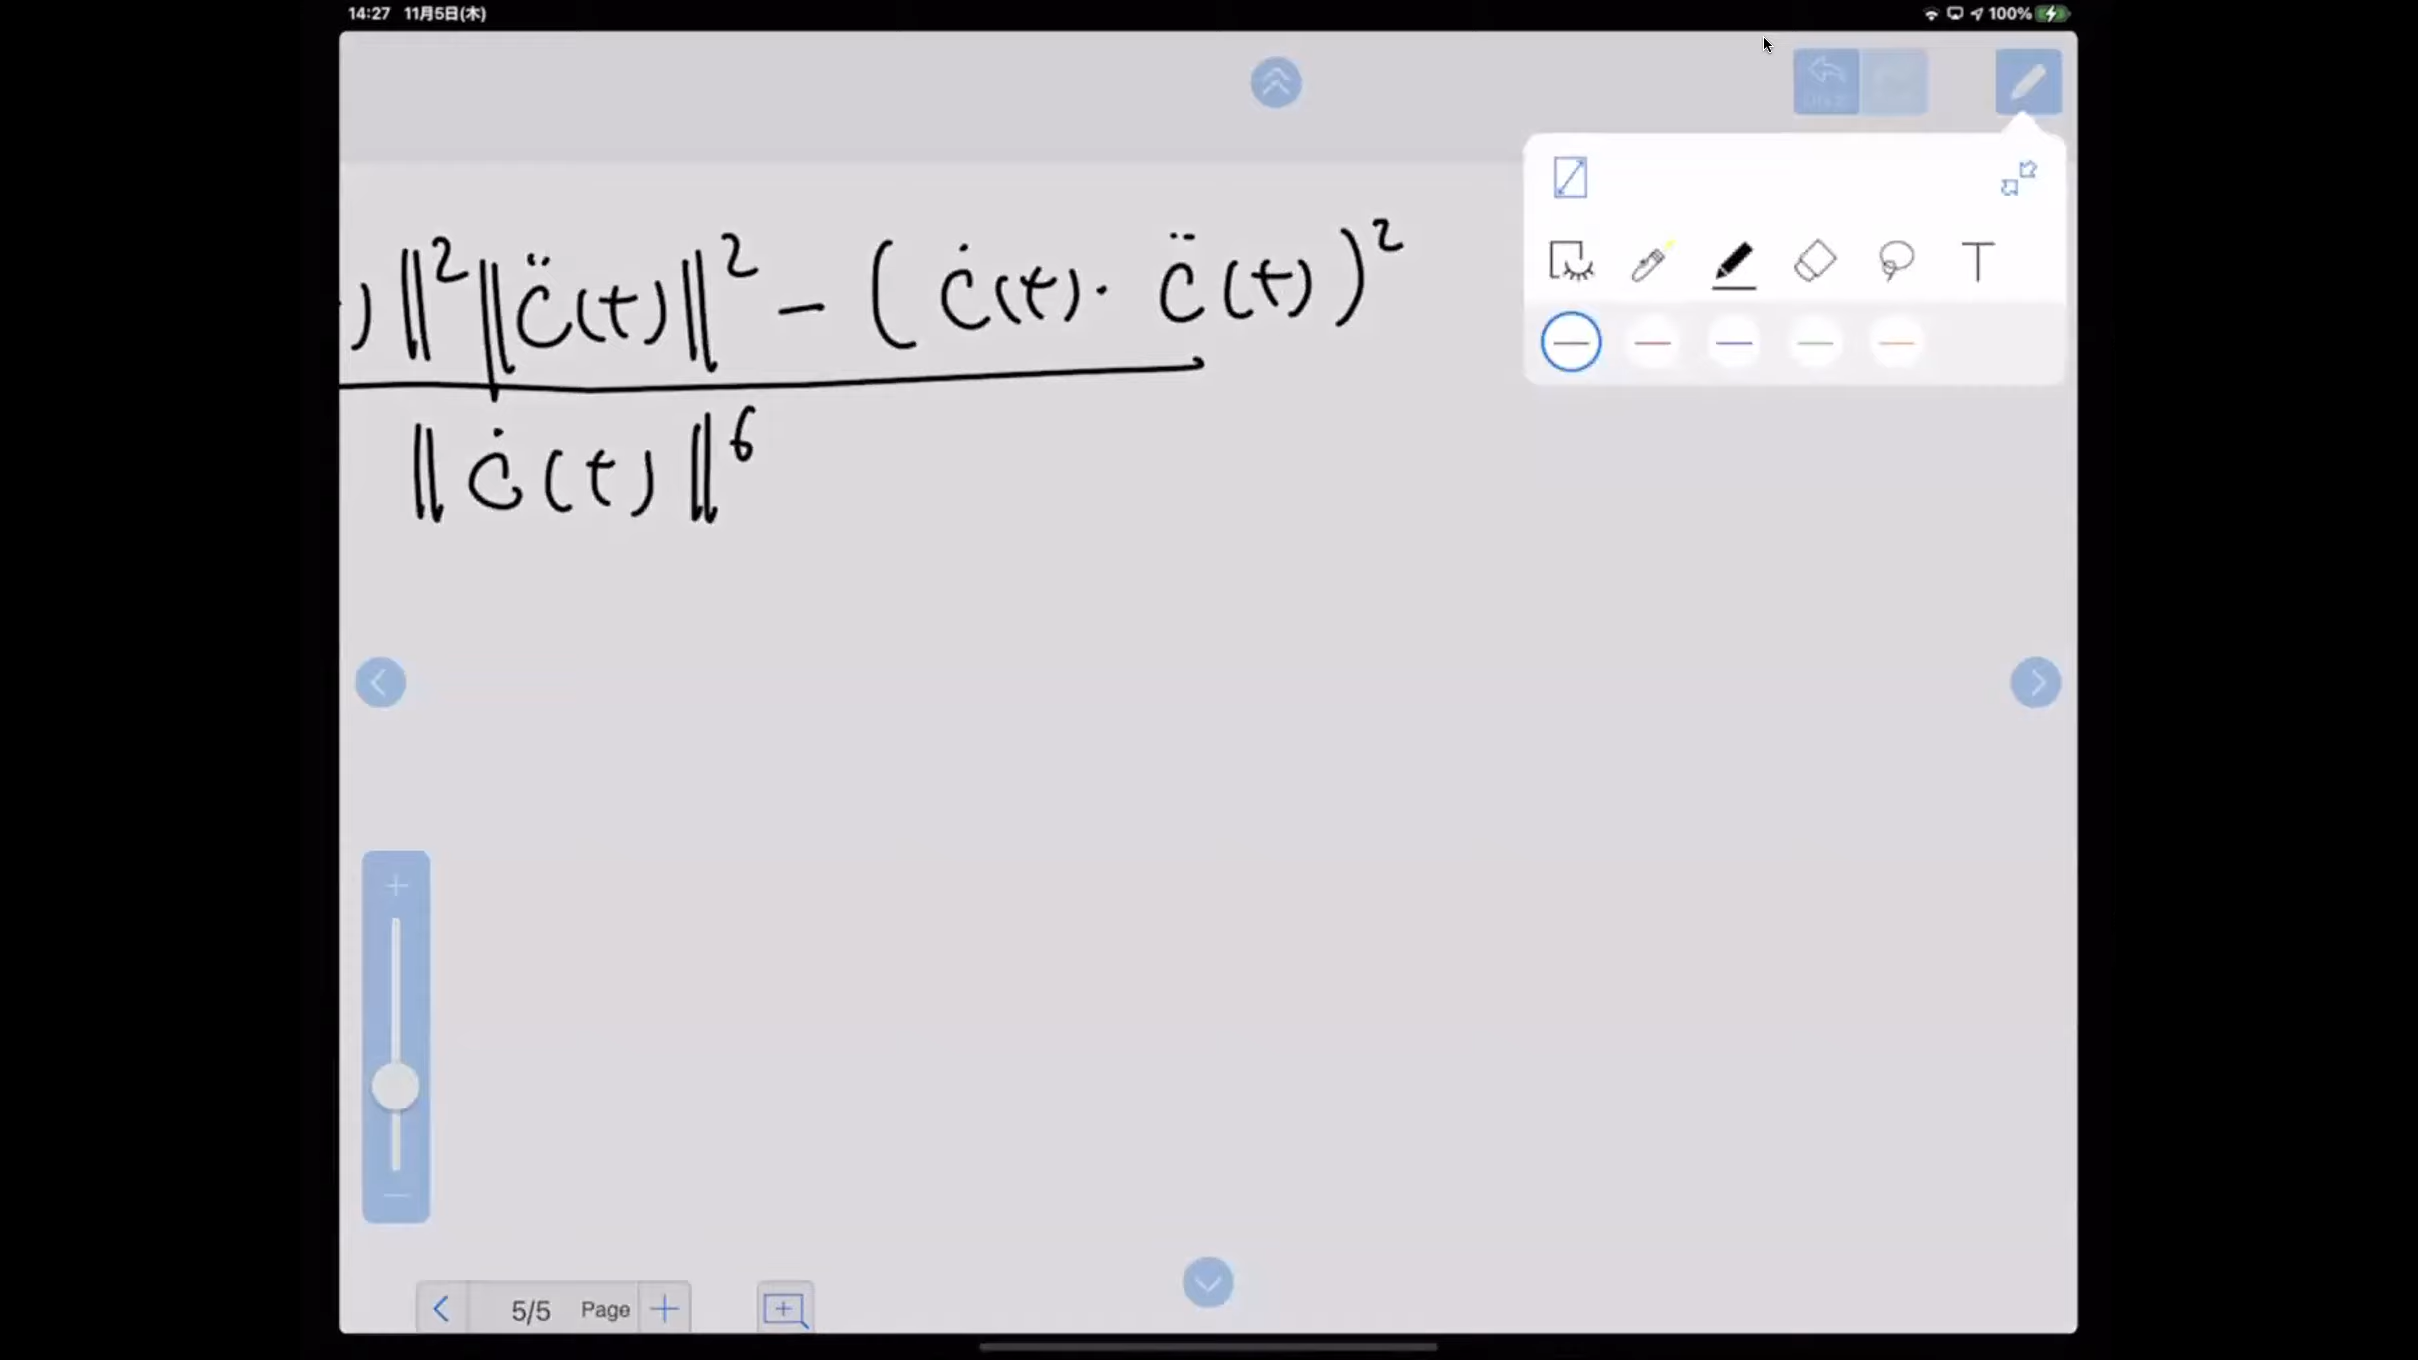 14:27 11月5日(木) 100%
) ‖² ‖c̈(t)‖² − (ċ(t)· c̈(t))²
‖ċ(t)‖⁶
T
5/5 Page